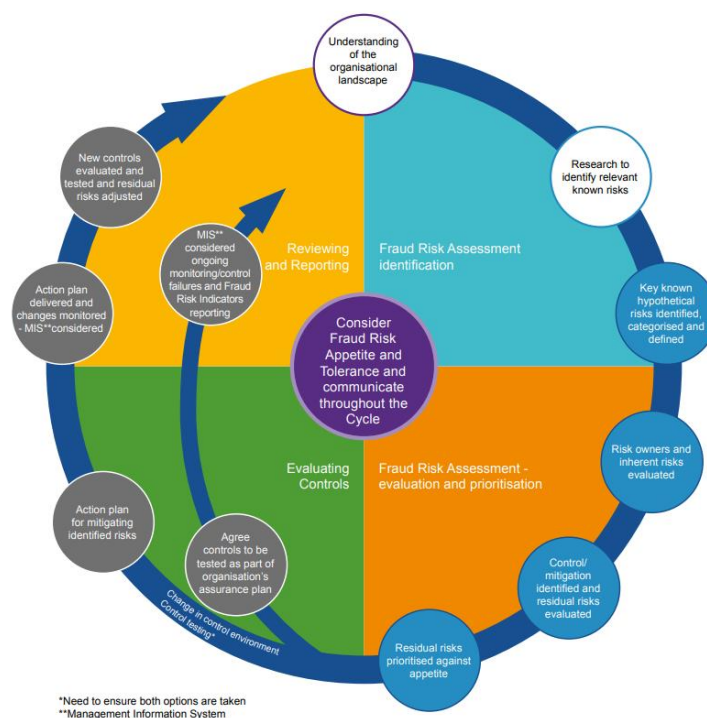 Understanding
of the
organisational
landscape
Research to
identify relevant
known risks
Key known
hypothetical
risks identified,
categorised and
defined
Risk owners and
inherent risks
evaluated
Control/
mitigation
identified and
residual risks
evaluated
Residual risks
prioritised against
appetite
Change in control environment
Control testing*
Agree
controls to be
tested as part of
organisation's
assurance plan
Action plan
for mitigating
identified risks
Action plan
delivered and
changes monitored
- MIS**considered
New controls
evaluated and
tested and residual
risks adjusted
MIS**
considered
ongoing
monitoring/control
failures and Fraud
Risk Indicators
reporting
Reviewing
and Reporting
Fraud Risk Assessment
identification
Consider
Fraud Risk
Appetite and
Tolerance and
communicate
throughout the
Cycle
Evaluating
Controls
Fraud Risk Assessment -
evaluation and prioritisation
*Need to ensure both options are taken
**Management Information System